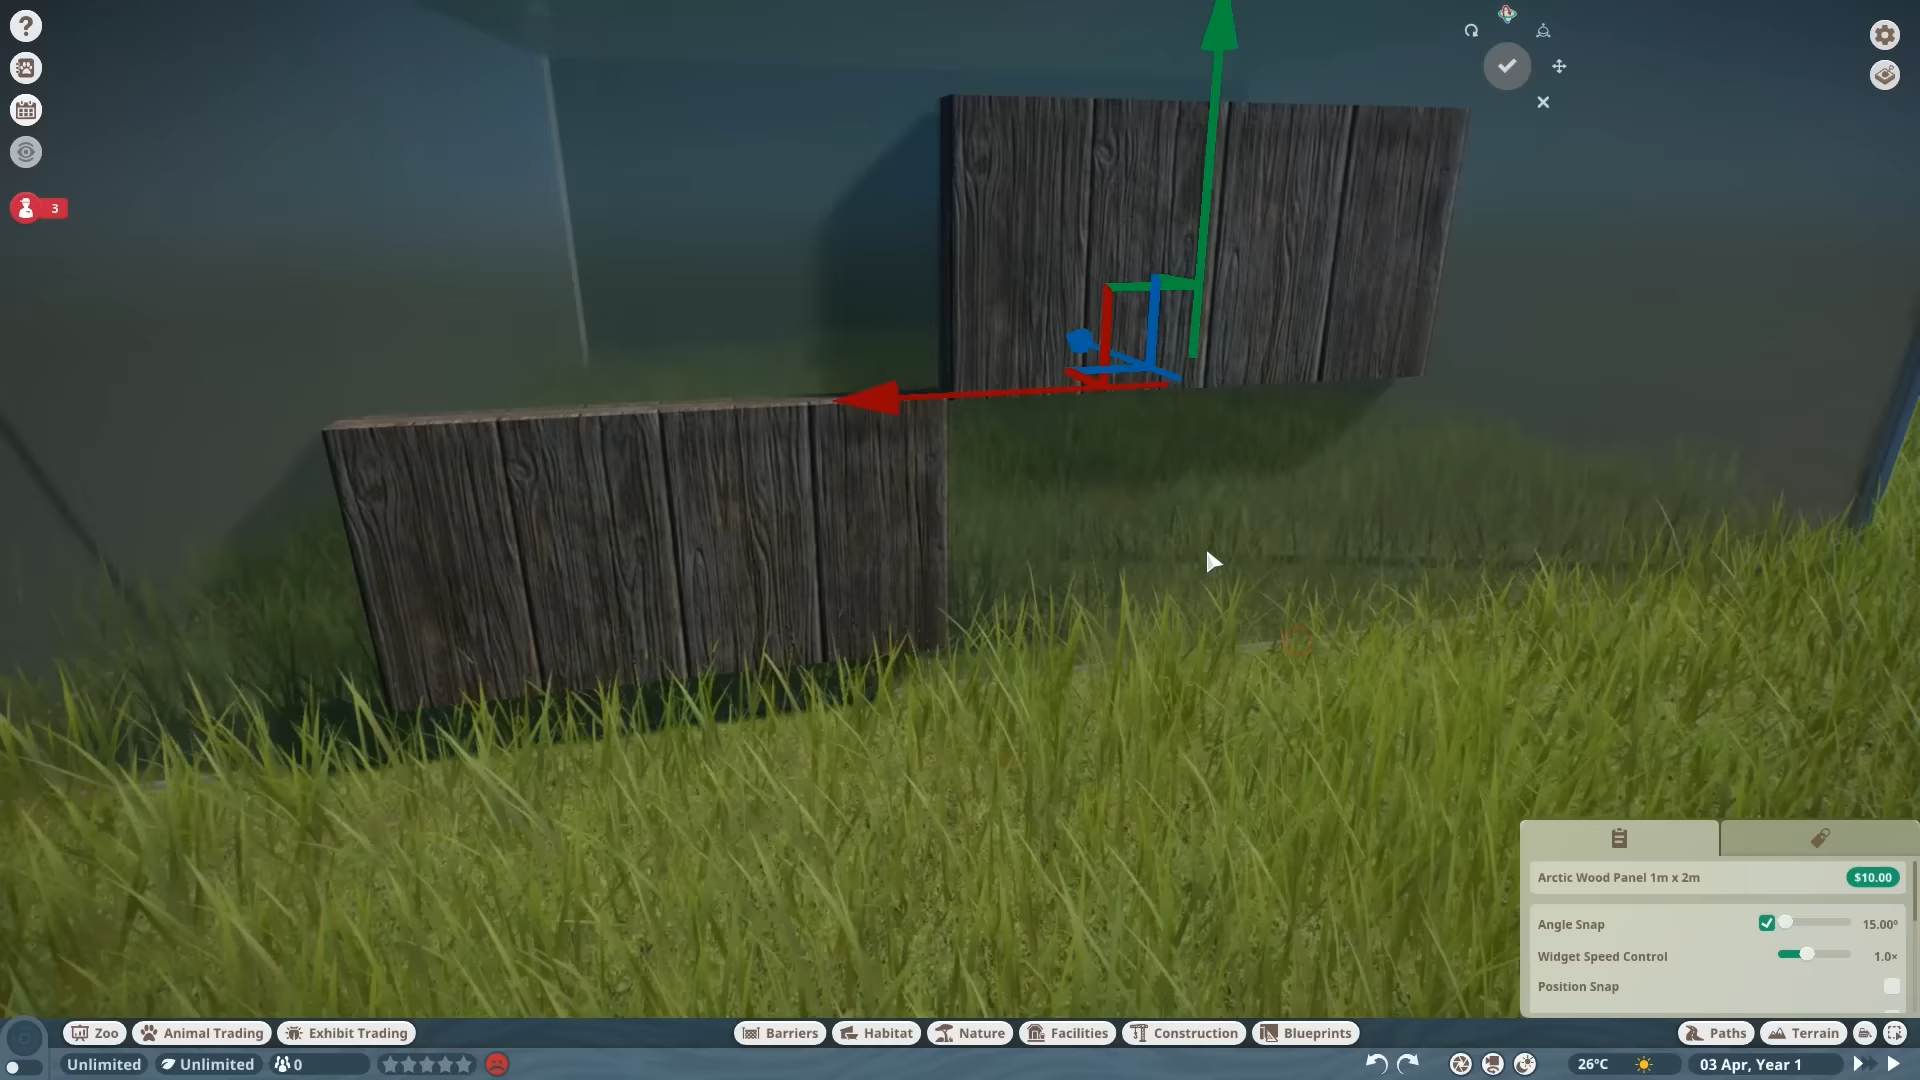 ?
3
Arctic Wood Panel 1m x 2m $10.00
Angle Snap 15.00°
Widget Speed Control 1.0×
Position Snap
Zoo Animal Trading Exhibit Trading Barriers Habitat Nature Facilities Construction Blueprints Paths Terrain
Unlimited Unlimited 0 26°C 03 Apr, Year 1